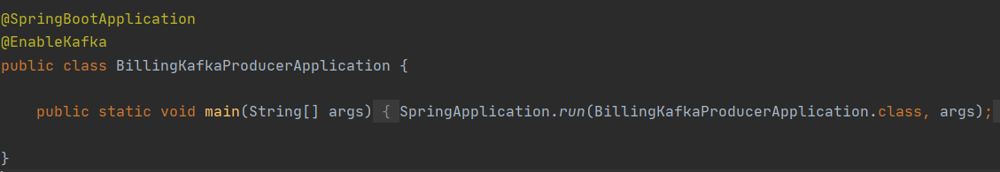 @SpringBootApplication
@EnableKafka
public class BillingKafkaProducerApplication {
public static void main(String[] args) { SpringApplication.run(BillingKafkaProducerApplication.class, args);
}